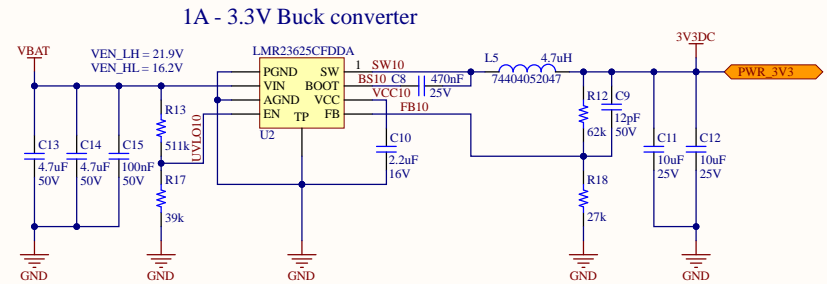 1A - 3.3V Buck converter
VBAT
VEN_LH = 21.9V
VEN_HL = 16.2V
LMR23625CFDDA
PGND
VIN
AGND
EN
TP
SW
BOOT
VCC
FB
U2
1
SW10
BS10
VCC10
FB10
C8
470nF
25V
L5
4.7uH
74404052047
3V3DC
PWR_3V3
R13
511k
UVLO10
R17
39k
C13
4.7uF
50V
C14
4.7uF
50V
C15
100nF
50V
C10
2.2uF
16V
R12
62k
C9
12pF
50V
R18
27k
C11
10uF
25V
C12
10uF
25V
GND
GND
GND
GND
GND